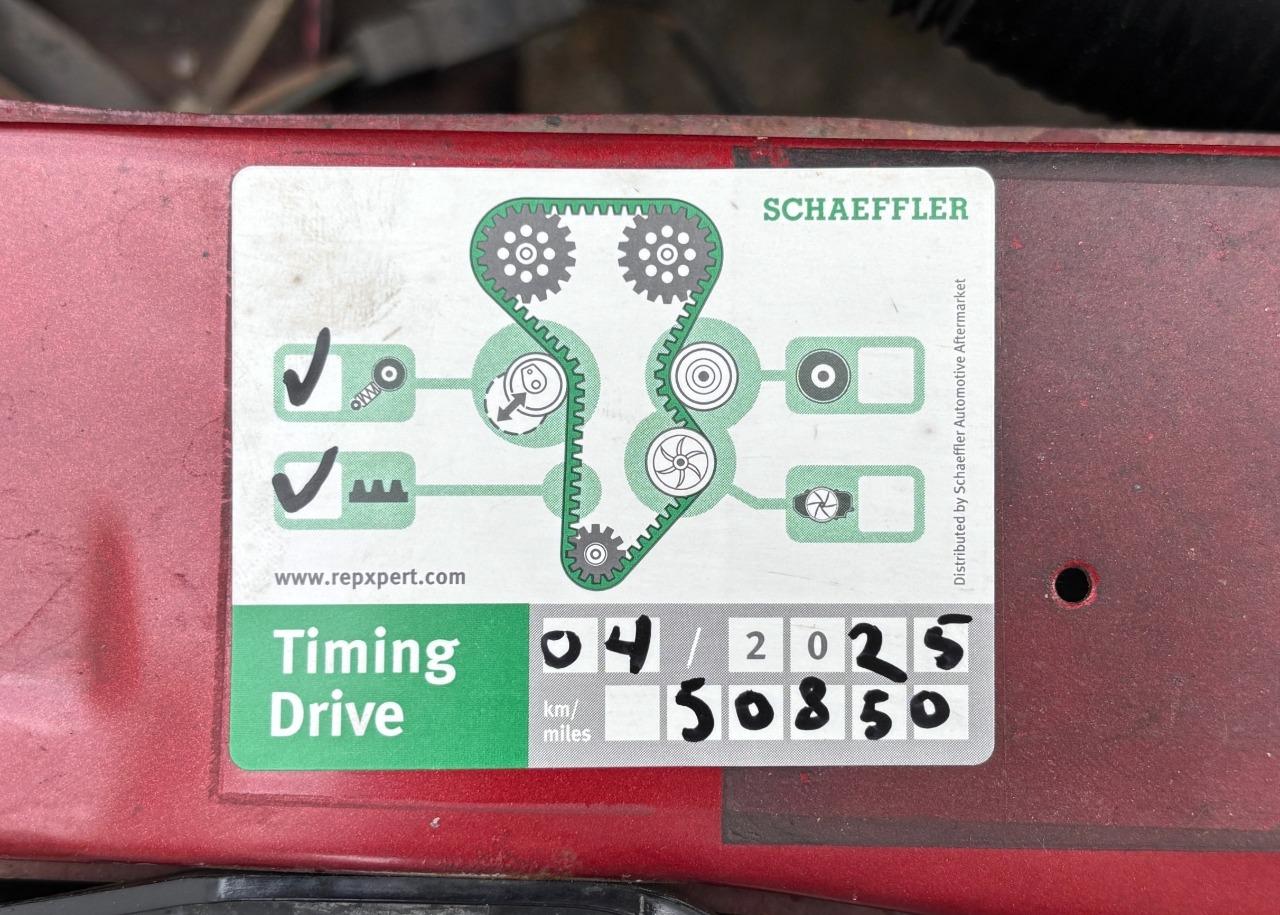 SCHAEFFLER
Distributed by Schaeffler Automotive Aftermarket
www.repxpert.com
Timing
Drive
04 / 2025
km/
miles
50850